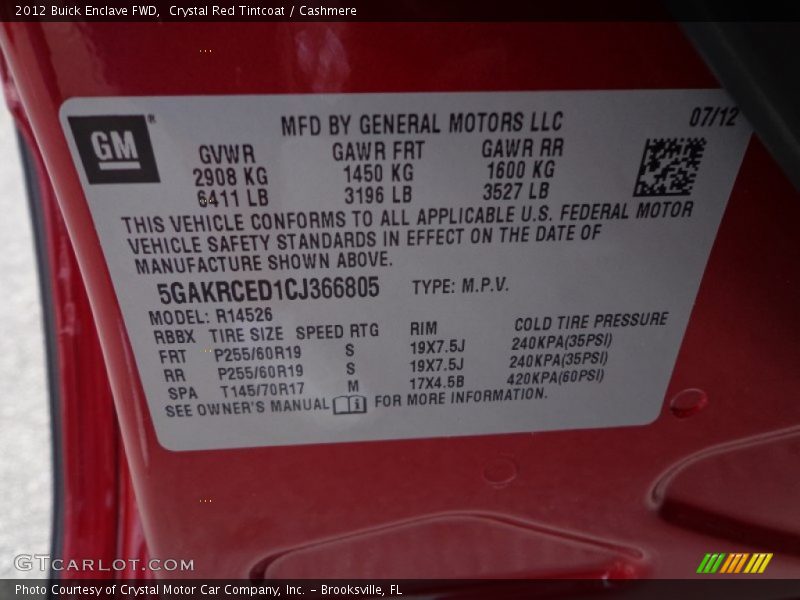 2012 Buick Enclave FWD,  Crystal Red Tintcoat / Cashmere
GM®
MFD BY GENERAL MOTORS LLC 07/12
GVWR GAWR FRT GAWR RR
2908 KG 1450 KG 1600 KG
6411 LB 3196 LB 3527 LB
THIS VEHICLE CONFORMS TO ALL APPLICABLE U.S. FEDERAL MOTOR
VEHICLE SAFETY STANDARDS IN EFFECT ON THE DATE OF
MANUFACTURE SHOWN ABOVE.
5GAKRCED1CJ366805 TYPE: M.P.V.
MODEL: R14526
RBBX TIRE SIZE SPEED RTG RIM COLD TIRE PRESSURE
FRT P255/60R19 S 19X7.5J 240KPA(35PSI)
RR P255/60R19 S 19X7.5J 240KPA(35PSI)
SPA T145/70R17 M 17X4.5B 420KPA(60PSI)
SEE OWNER'S MANUAL FOR MORE INFORMATION.
GTCARLOT.COM
Photo Courtesy of Crystal Motor Car Company, Inc. - Brooksville, FL